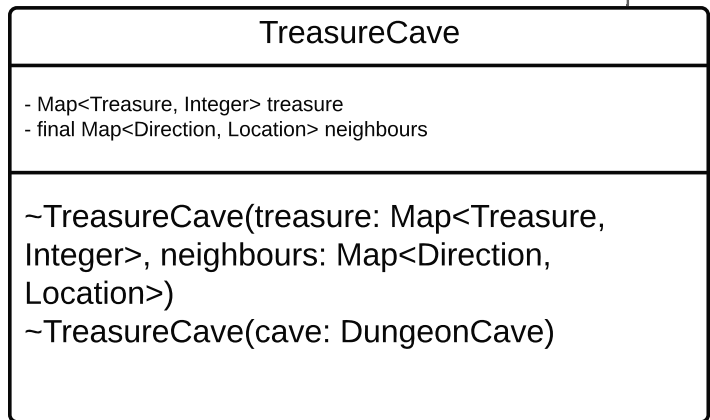 TreasureCave
- Map<Treasure, Integer> treasure
- final Map<Direction, Location> neighbours
~TreasureCave(treasure: Map<Treasure,
Integer>, neighbours: Map<Direction,
Location>)
~TreasureCave(cave: DungeonCave)